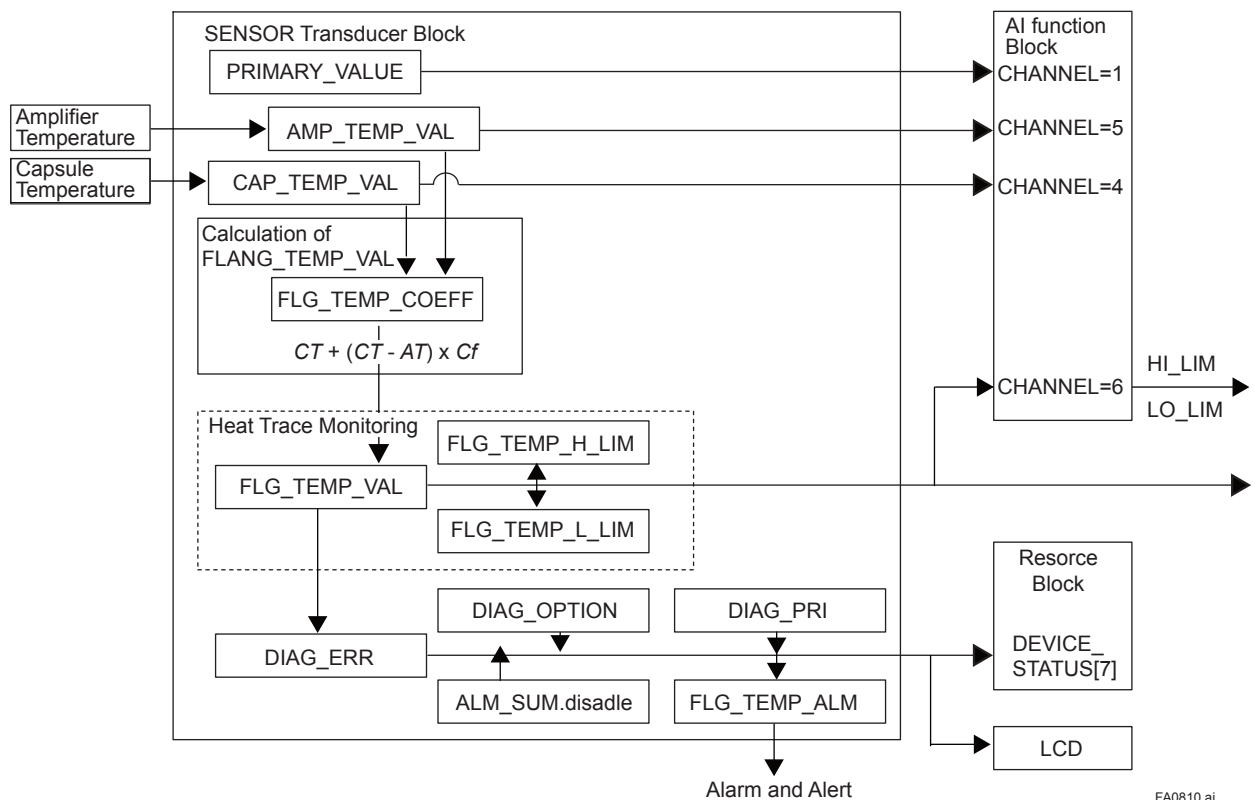 SENSOR Transducer Block
PRIMARY_VALUE
AI function
Block
CHANNEL=1
Amplifier
Temperature
AMP_TEMP_VAL
CHANNEL=5
Capsule
Temperature
CAP_TEMP_VAL
CHANNEL=4
Calculation of
FLANG_TEMP_VAL
FLG_TEMP_COEFF
CT + (CT - AT) x Cf
CHANNEL=6
HI_LIM
LO_LIM
Heat Trace Monitoring
FLG_TEMP_H_LIM
FLG_TEMP_VAL
FLG_TEMP_L_LIM
Resorce
Block
DEVICE_
STATUS[7]
DIAG_OPTION
DIAG_PRI
DIAG_ERR
ALM_SUM.disadle
FLG_TEMP_ALM
LCD
Alarm and Alert
FA0810.ai